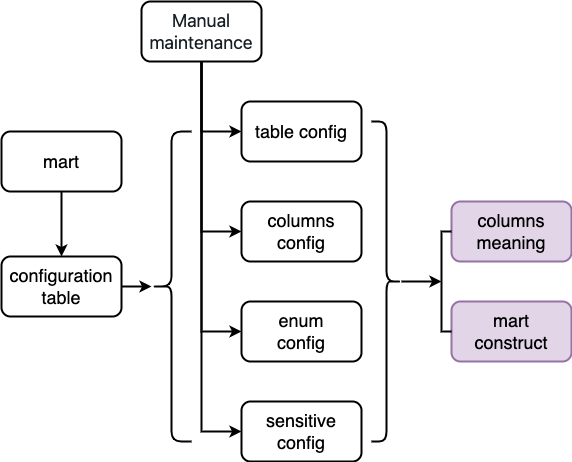 Manual
maintenance
mart
configuration
table
table config
columns
config
enum
config
sensitive
config
columns
meaning
mart
construct